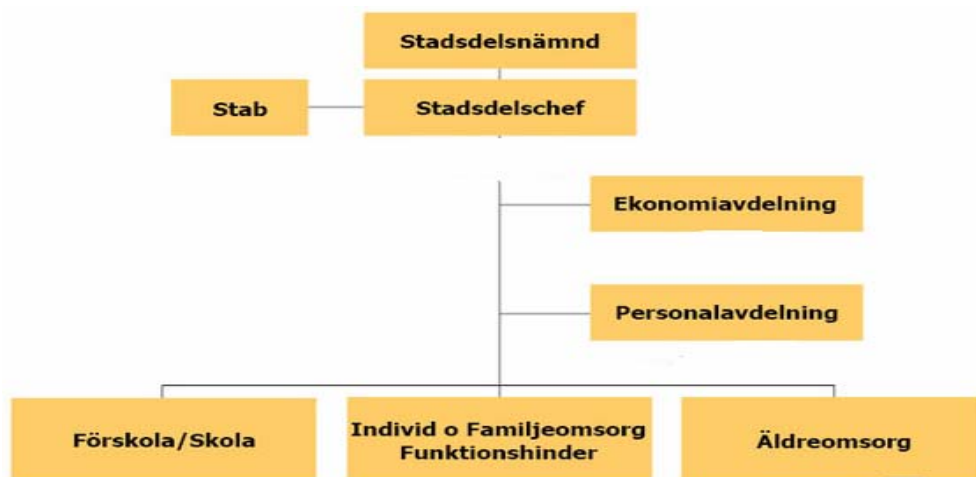 Stadsdelsnämnd
Stab
Stadsdelschef
Ekonomiavdelning
Personalavdelning
Förskola/Skola
Individ o Familjeomsorg
Funktionshinder
Äldreomsorg